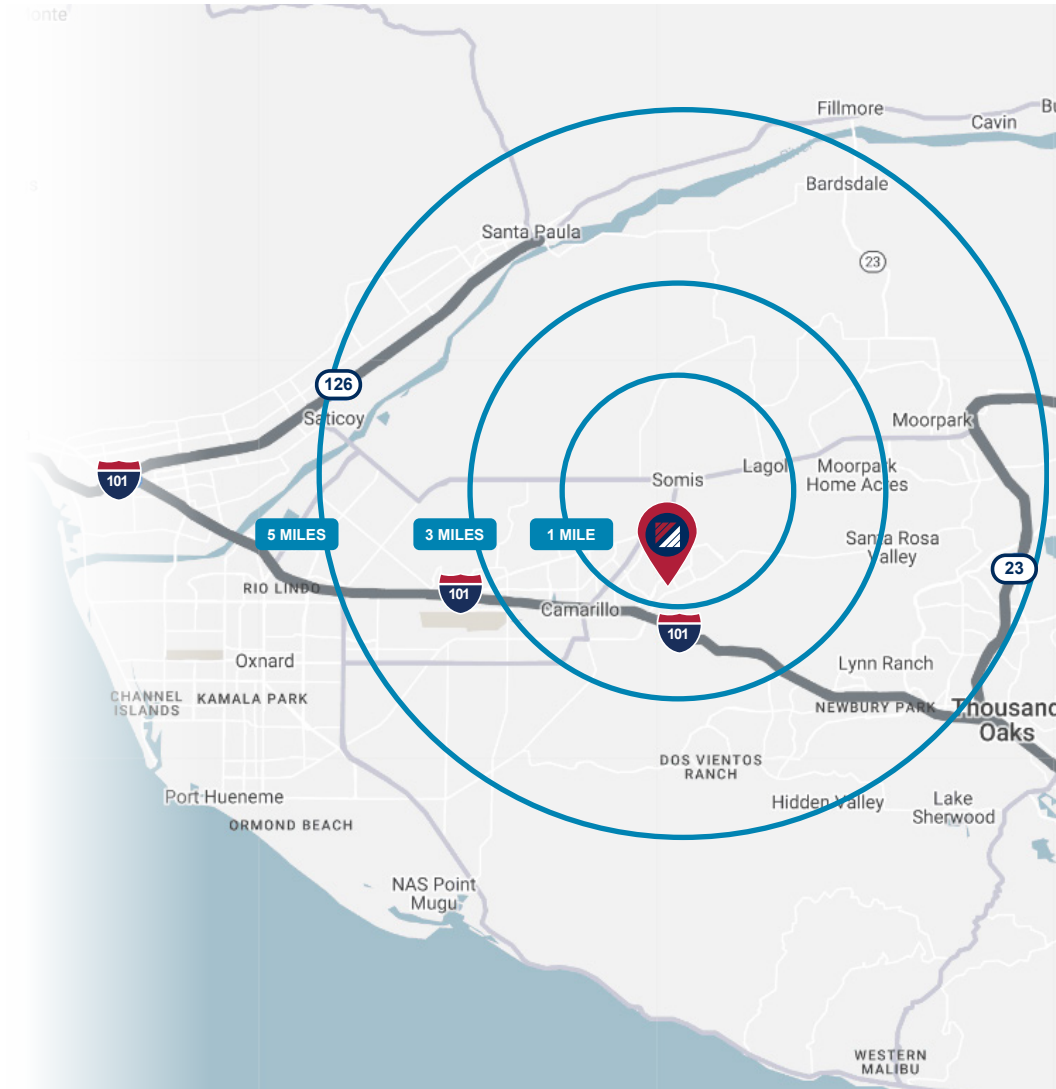 Fillmore
Cavin
Bardsdale
Santa Paula
23
126
Saticoy
Moorpark
101
Somis
Lagol
Moorpark
Home Acres
5 MILES
3 MILES
1 MILE
Santa Rosa
Valley
23
RIO LINDO
101
Camarillo
101
Oxnard
Lynn Ranch
CHANNEL
ISLANDS
KAMALA PARK
NEWBURY PARK
Thousand
Oaks
DOS VIENTOS
RANCH
Port Hueneme
Hidden Valley
Lake
Sherwood
ORMOND BEACH
NAS Point
Mugu
WESTERN
MALIBU